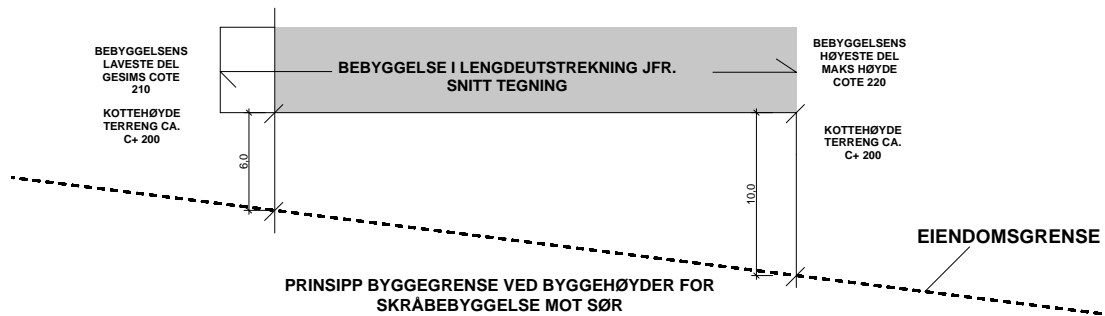 BEBYGGELSENS
LAVESTE DEL
GESIMS COTE
210
KOTTEHØYDE
TERRENG CA.
C+ 200
BEBYGGELSE I LENGDEUTSTREKNING JFR.
SNITT TEGNING
BEBYGGELSENS
HØYESTE DEL
MAKS HØYDE
COTE 220
KOTTEHØYDE
TERRENG CA.
C+ 200
6,0
10,0
EIENDOMSGRENSE
PRINSIPP BYGGEGRENSE VED BYGGEHØYDER FOR
SKRÅBEBYGGELSE MOT SØR